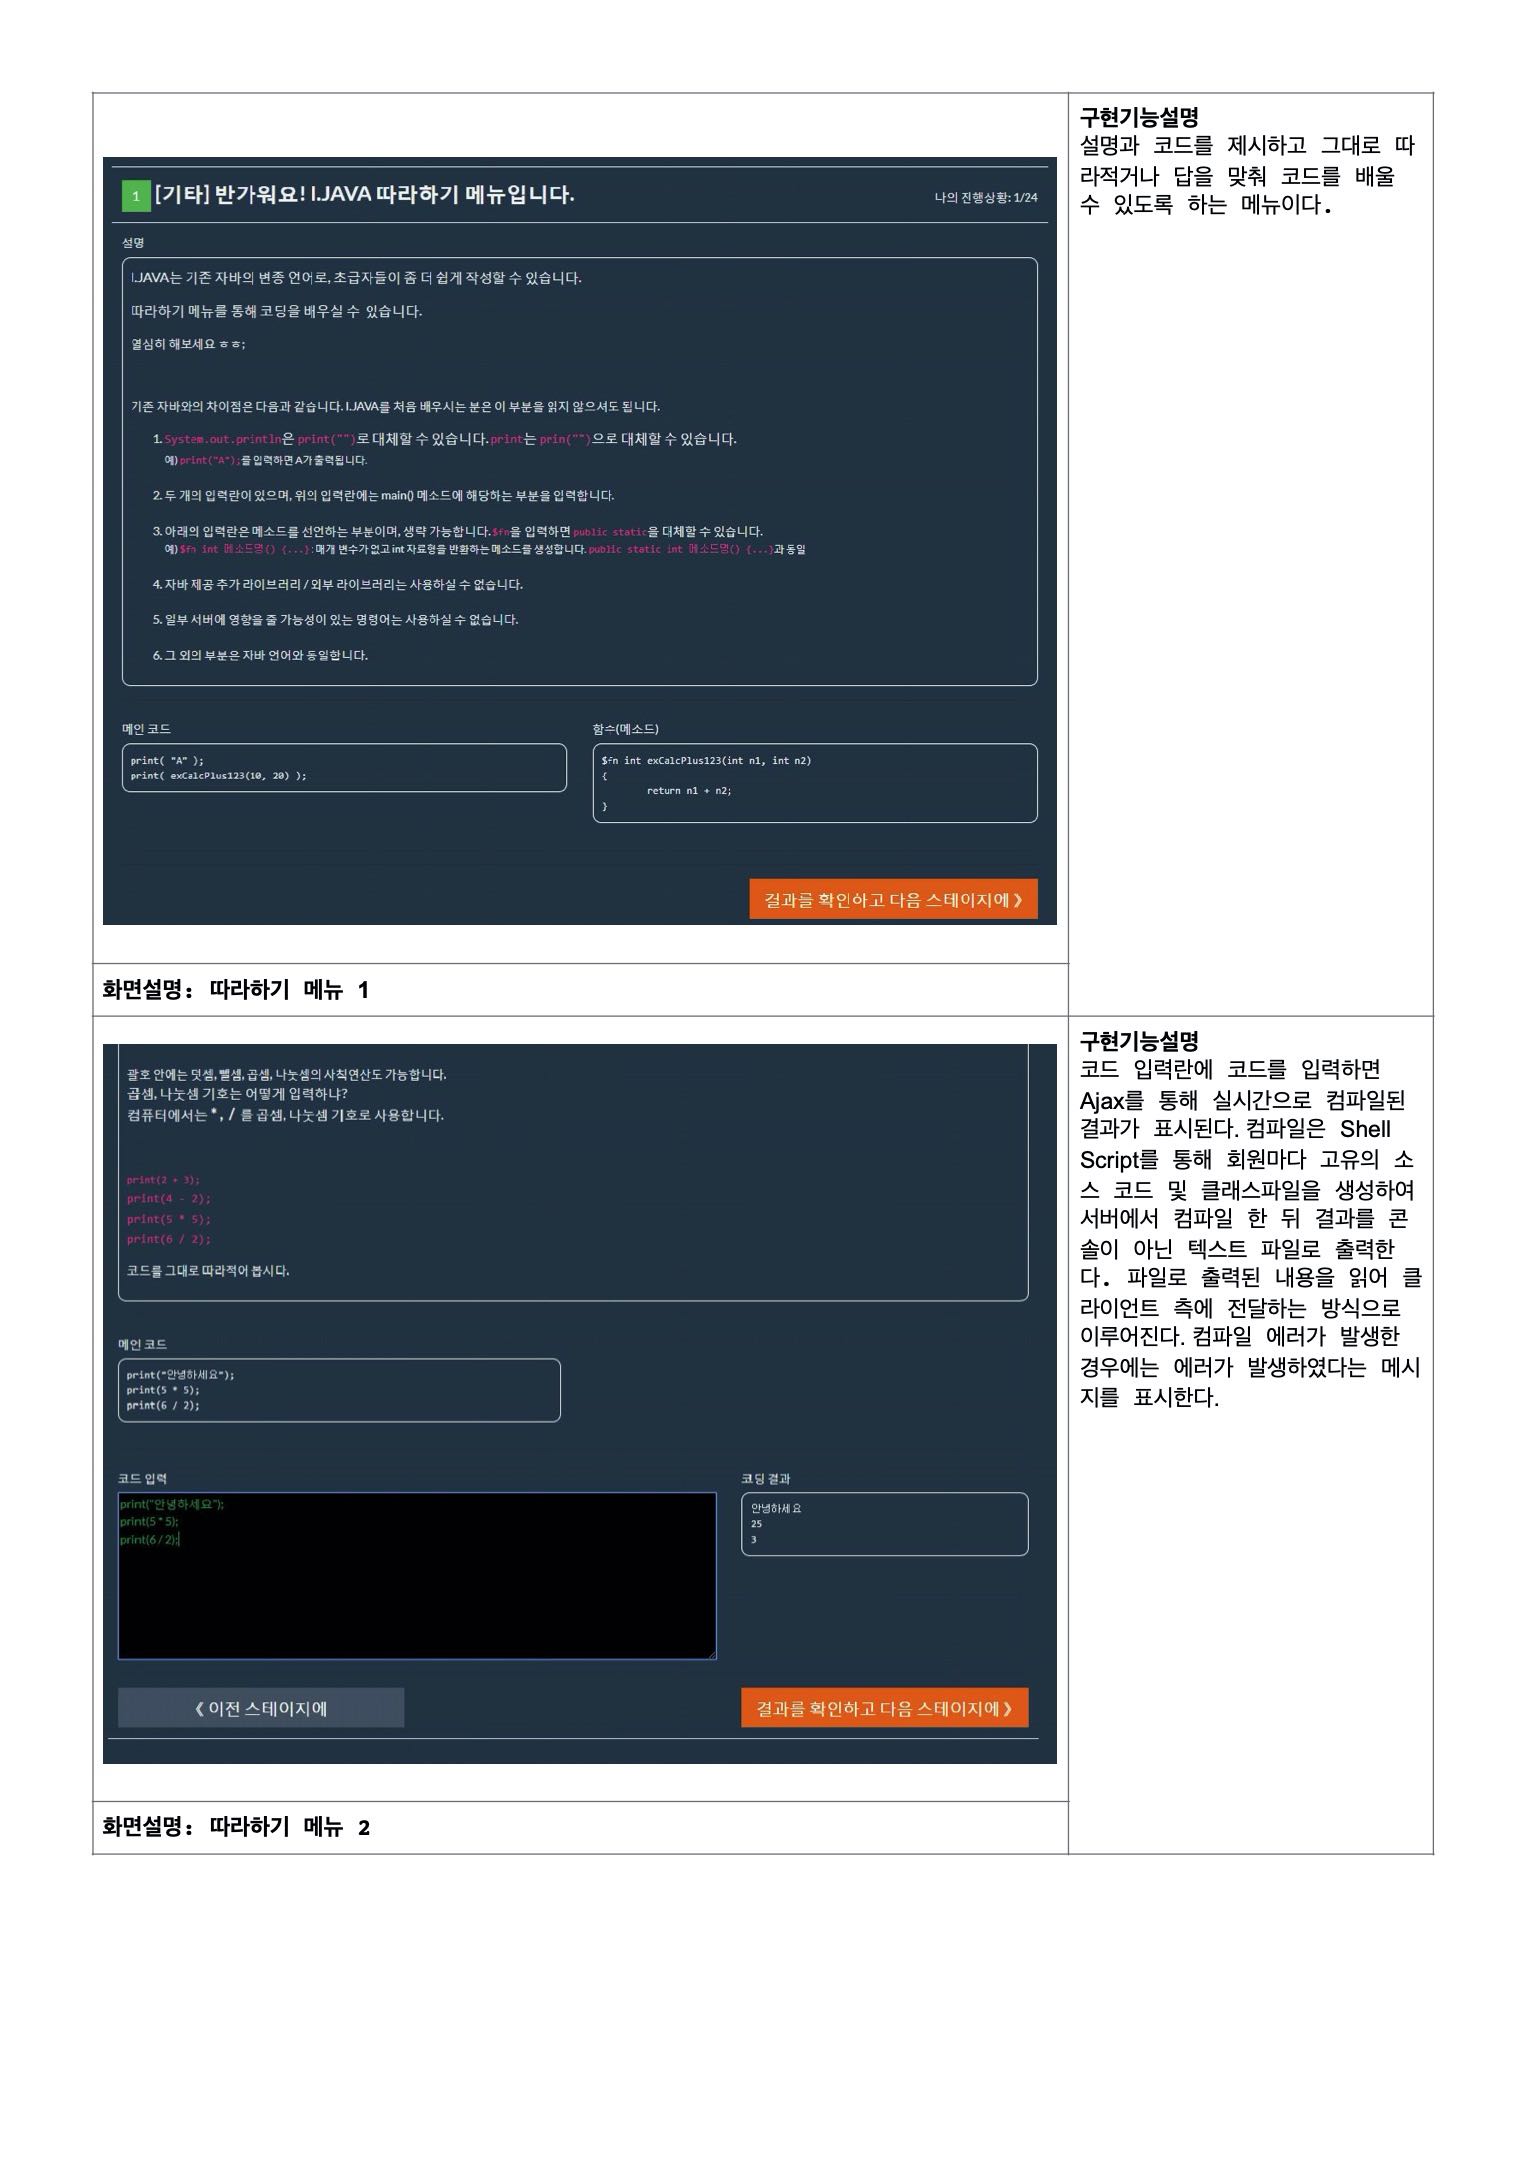 1 [기타] 반가워요! I.JAVA 따라하기 메뉴입니다.
나의 진행상황: 1/24
설명
I.JAVA는 기존 자바의 변종 언어로, 초급자들이 좀 더 쉽게 작성할 수 있습니다.
따라하기 메뉴를 통해 코딩을 배우실 수 있습니다.
열심히 해보세요 ㅎㅎ;
기존 자바와의 차이점은 다음과 같습니다. I.JAVA를 처음 배우시는 분은 이 부분을 읽지 않으셔도 됩니다.
1. System.out.println은 print("")로 대체할 수 있습니다. print는 prin("")으로 대체할 수 있습니다.
예) print("A");를 입력하면 A가 출력됩니다.
2. 두 개의 입력란이 있으며, 위의 입력란에는 main() 메소드에 해당하는 부분을 입력합니다.
3. 아래의 입력란은 메소드를 선언하는 부분이며, 생략 가능합니다. $fn을 입력하면 public static을 대체할 수 있습니다.
예) $fn int 메소드명() {...} : 매개 변수가 없고 int 자료형을 반환하는 메소드를 생성합니다. public static int 메소드명() {...}과 동일
4. 자바 제공 추가 라이브러리 / 외부 라이브러리는 사용하실 수 없습니다.
5. 일부 서버에 영향을 줄 가능성이 있는 명령어는 사용하실 수 없습니다.
6. 그 외의 부분은 자바 언어와 동일합니다.
메인 코드
print( "A" );
print( exCalcPlus123(10, 20) );
함수(메소드)
$fn int exCalcPlus123(int n1, int n2)
{
return n1 + n2;
}
결과를 확인하고 다음 스테이지에 》
화면설명: 따라하기 메뉴 1
구현기능설명
설명과 코드를 제시하고 그대로 따
라적거나 답을 맞춰 코드를 배울
수 있도록 하는 메뉴이다.
괄호 안에는 덧셈, 뺄셈, 곱셈, 나눗셈의 사칙연산도 가능합니다.
곱셈, 나눗셈 기호는 어떻게 입력하냐?
컴퓨터에서는 *, / 를 곱셈, 나눗셈 기호로 사용합니다.
print(2 + 3);
print(4 - 2);
print(5 * 5);
print(6 / 2);
코드를 그대로 따라적어 봅시다.
메인 코드
print("안녕하세요");
print(5 * 5);
print(6 / 2);
코드 입력
print("안녕하세요");
print(5 * 5);
print(6 / 2);
코딩 결과
안녕하세요
25
3
《 이전 스테이지에
결과를 확인하고 다음 스테이지에 》
화면설명: 따라하기 메뉴 2
구현기능설명
코드 입력란에 코드를 입력하면
Ajax를 통해 실시간으로 컴파일된
결과가 표시된다. 컴파일은 Shell
Script를 통해 회원마다 고유의 소
스 코드 및 클래스파일을 생성하여
서버에서 컴파일 한 뒤 결과를 콘
솔이 아닌 텍스트 파일로 출력한
다. 파일로 출력된 내용을 읽어 클
라이언트 측에 전달하는 방식으로
이루어진다. 컴파일 에러가 발생한
경우에는 에러가 발생하였다는 메시
지를 표시한다.